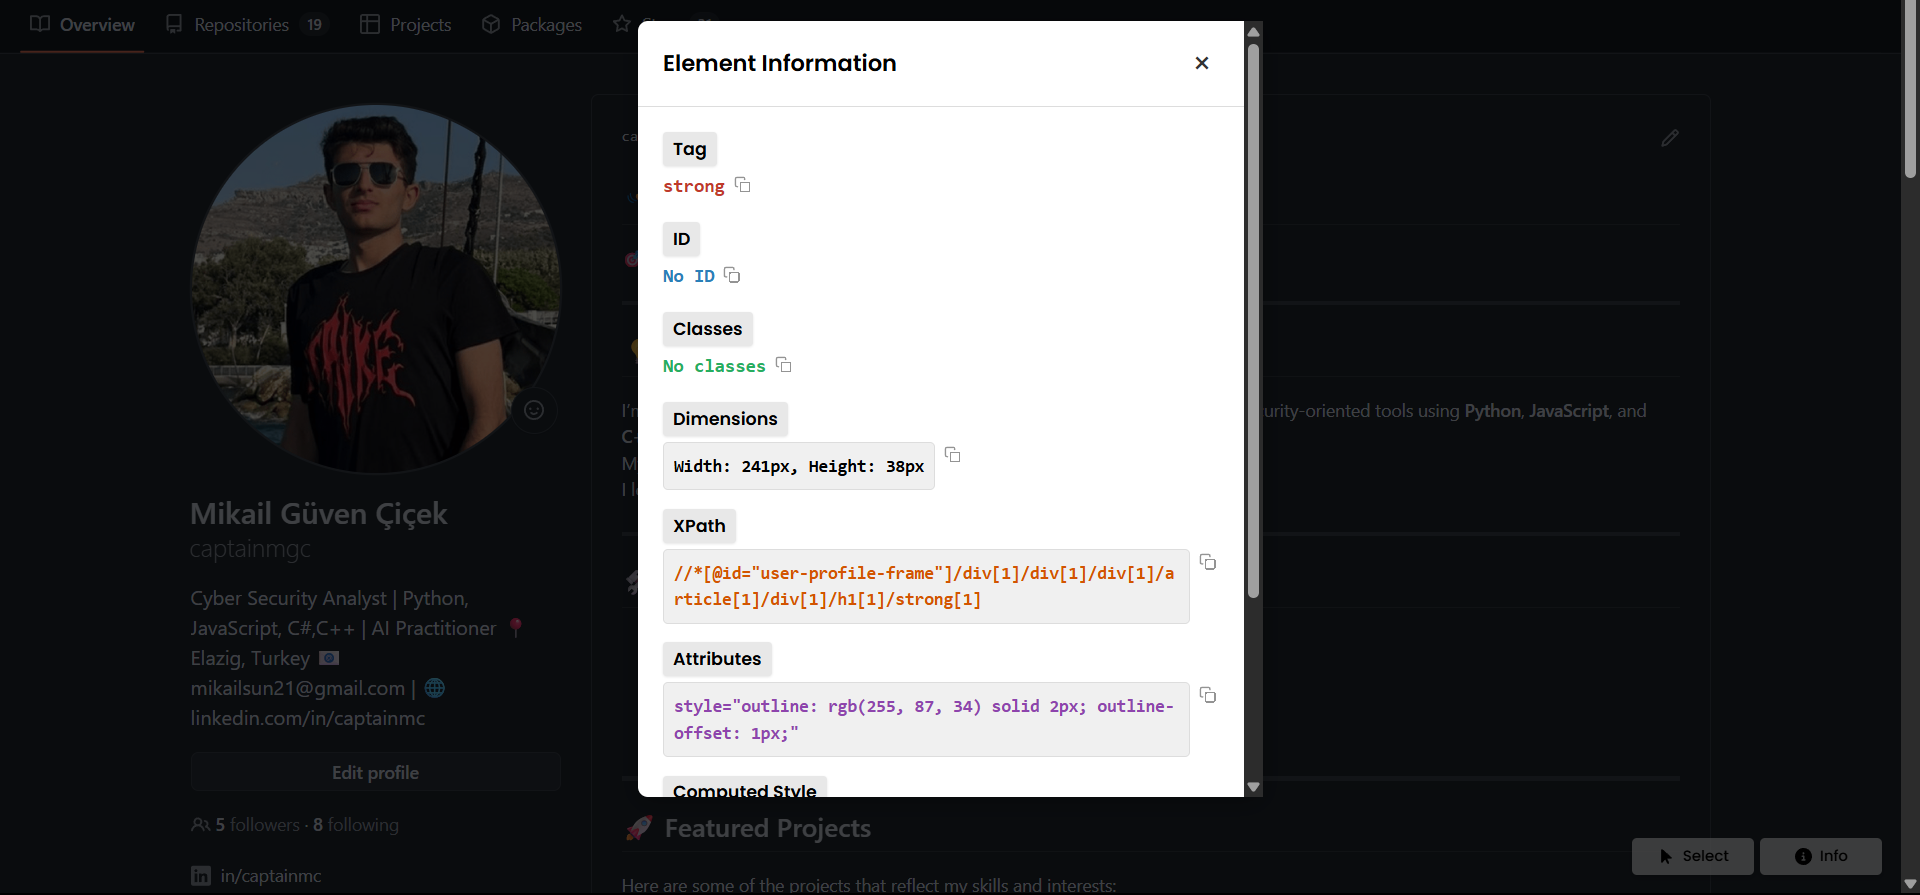 Overview
Repositories 19
Projects
Packages
Element Information
Tag
strong
ID
No ID
Classes
No classes
Dimensions
Width: 241px, Height: 38px
XPath
//*[@id="user-profile-frame"]/div[1]/div[1]/div[1]/a
rticle[1]/div[1]/h1[1]/strong[1]
Attributes
style="outline: rgb(255, 87, 34) solid 2px; outline-
offset: 1px;"
Computed Style
Mikail Güven Çiçek
captainmgc
Cyber Security Analyst | Python,
JavaScript, C#,C++ | AI Practitioner 📍
Elazig, Turkey
mikailsun21@gmail.com | 🌐
linkedin.com/in/captainmc
Edit profile
5 followers · 8 following
in/captainmc
ca
I'm
urity-oriented tools using Python, JavaScript, and
🚀 Featured Projects
Here are some of the projects that reflect my skills and interests:
Select
Info